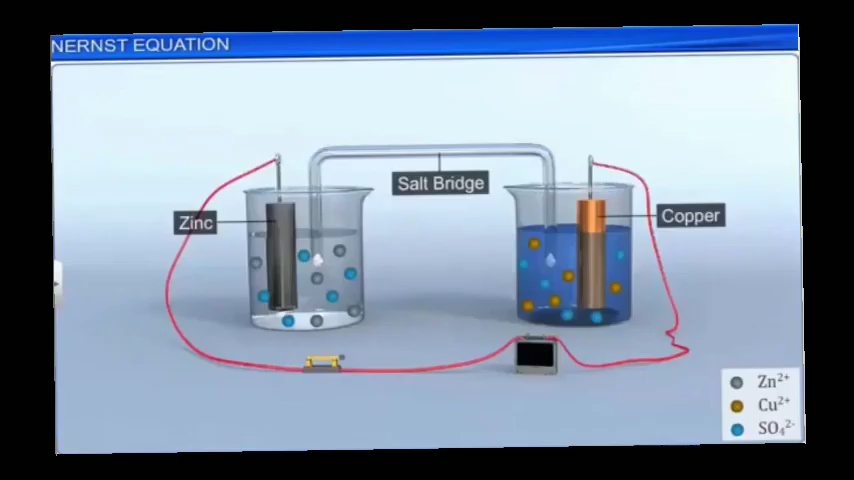 NERNST EQUATION
Salt Bridge
Zinc
Copper
Zn²⁺
Cu²⁺
SO₄²⁻